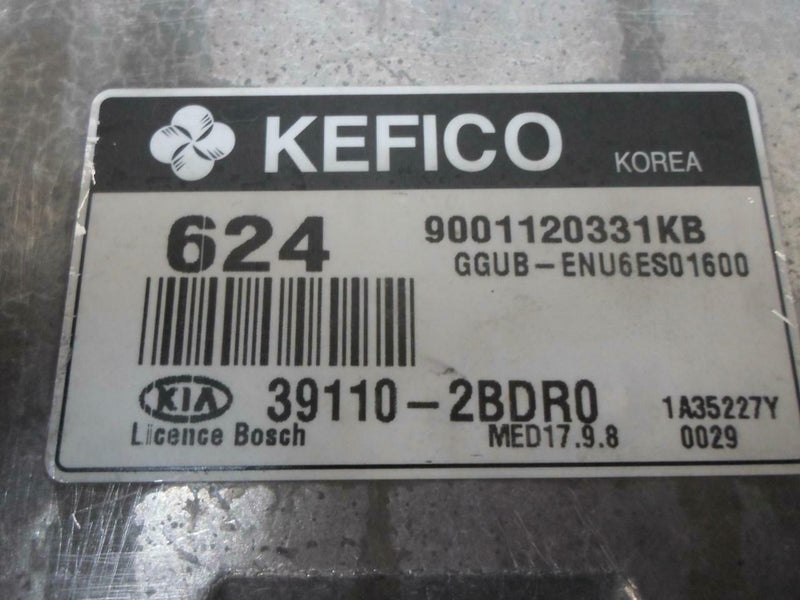 KEFICO KOREA
624
9001120331KB
GGUB-ENU6ES01600
KIA 39110-2BDR0 1A35227Y
Licence Bosch MED17.9.8 0029